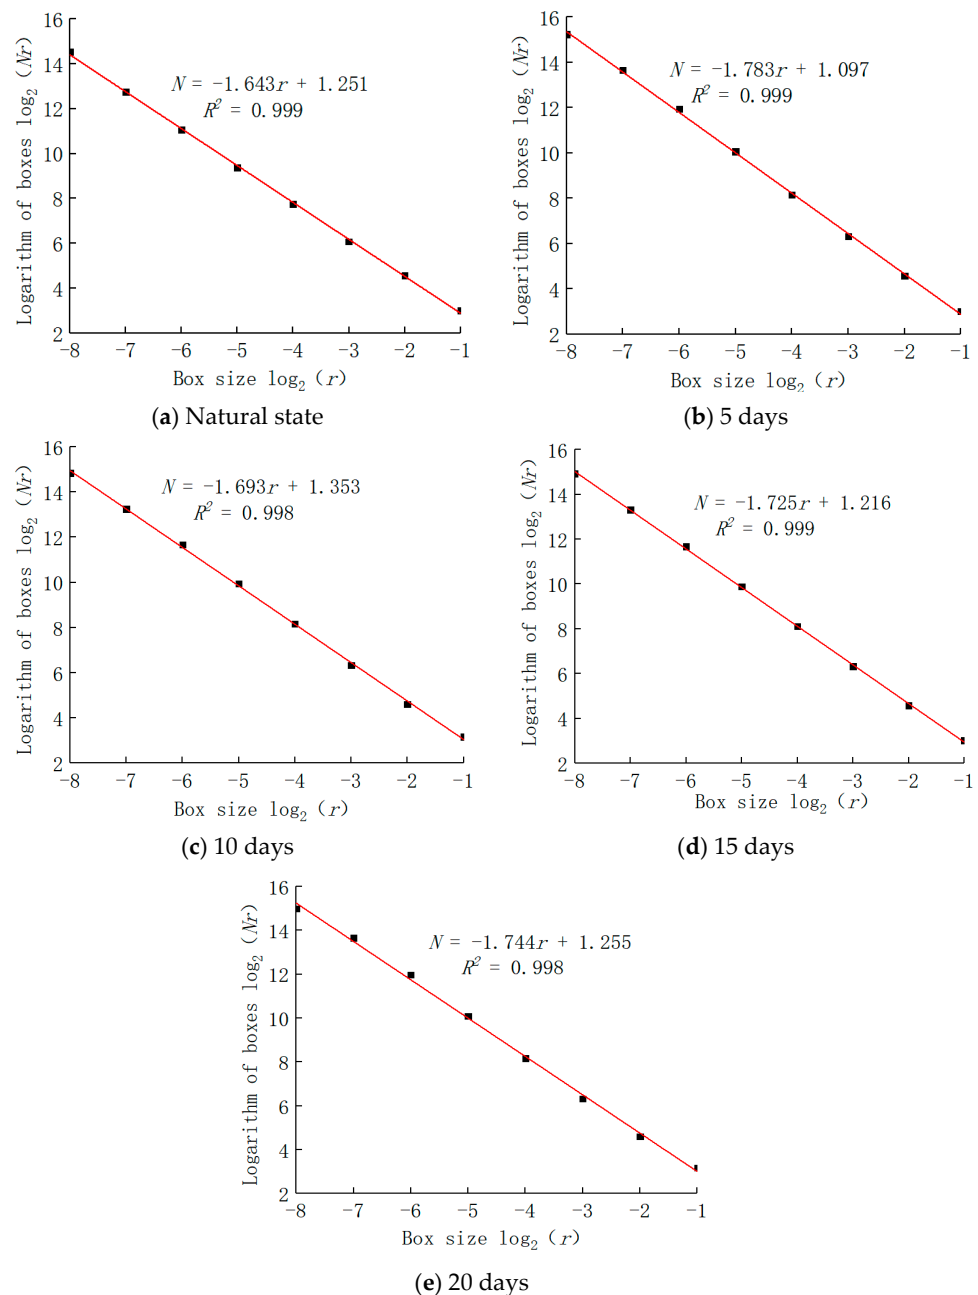 Logarithm of boxes log₂ (Nr)
16
14
12
10
8
6
4
2
N = −1.643r + 1.251
R² = 0.999
-8 -7 -6 -5 -4 -3 -2 -1
Box size log₂ (r)
(a) Natural state
Logarithm of boxes log₂ (Nr)
16
14
12
10
8
6
4
2
N = −1.783r + 1.097
R² = 0.999
-8 -7 -6 -5 -4 -3 -2 -1
Box size log₂ (r)
(b) 5 days
Logarithm of boxes log₂ (Nr)
16
14
12
10
8
6
4
2
N = −1.693r + 1.353
R² = 0.998
-8 -7 -6 -5 -4 -3 -2 -1
Box size log₂ (r)
(c) 10 days
Logarithm of boxes log₂ (Nr)
16
14
12
10
8
6
4
2
N = −1.725r + 1.216
R² = 0.999
-8 -7 -6 -5 -4 -3 -2 -1
Box size log₂ (r)
(d) 15 days
Logarithm of boxes log₂ (Nr)
16
14
12
10
8
6
4
2
N = −1.744r + 1.255
R² = 0.998
-8 -7 -6 -5 -4 -3 -2 -1
Box size log₂ (r)
(e) 20 days